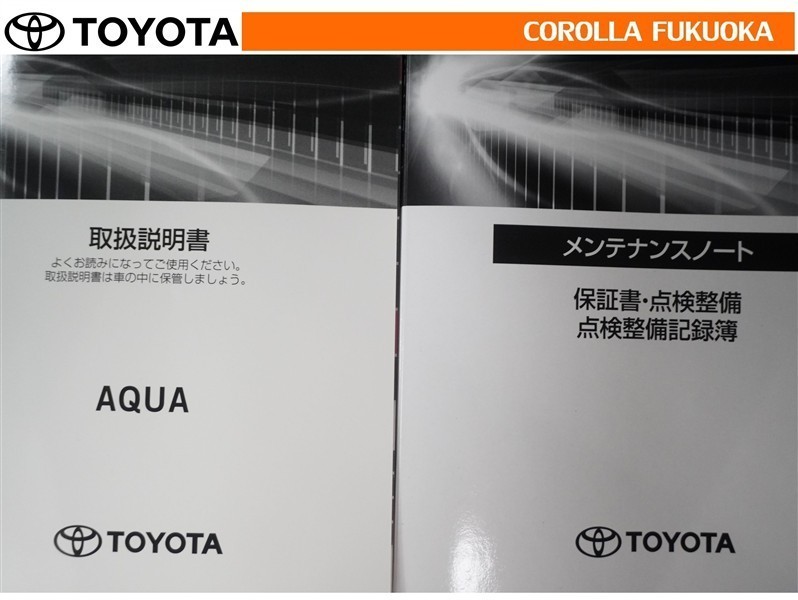 TOYOTA
COROLLA FUKUOKA
取扱説明書
よくお読みになってご使用ください。
取扱説明書は車の中に保管しましょう。
AQUA
TOYOTA
メンテナンスノート
保証書・点検整備
点検整備記録簿
TOYOTA